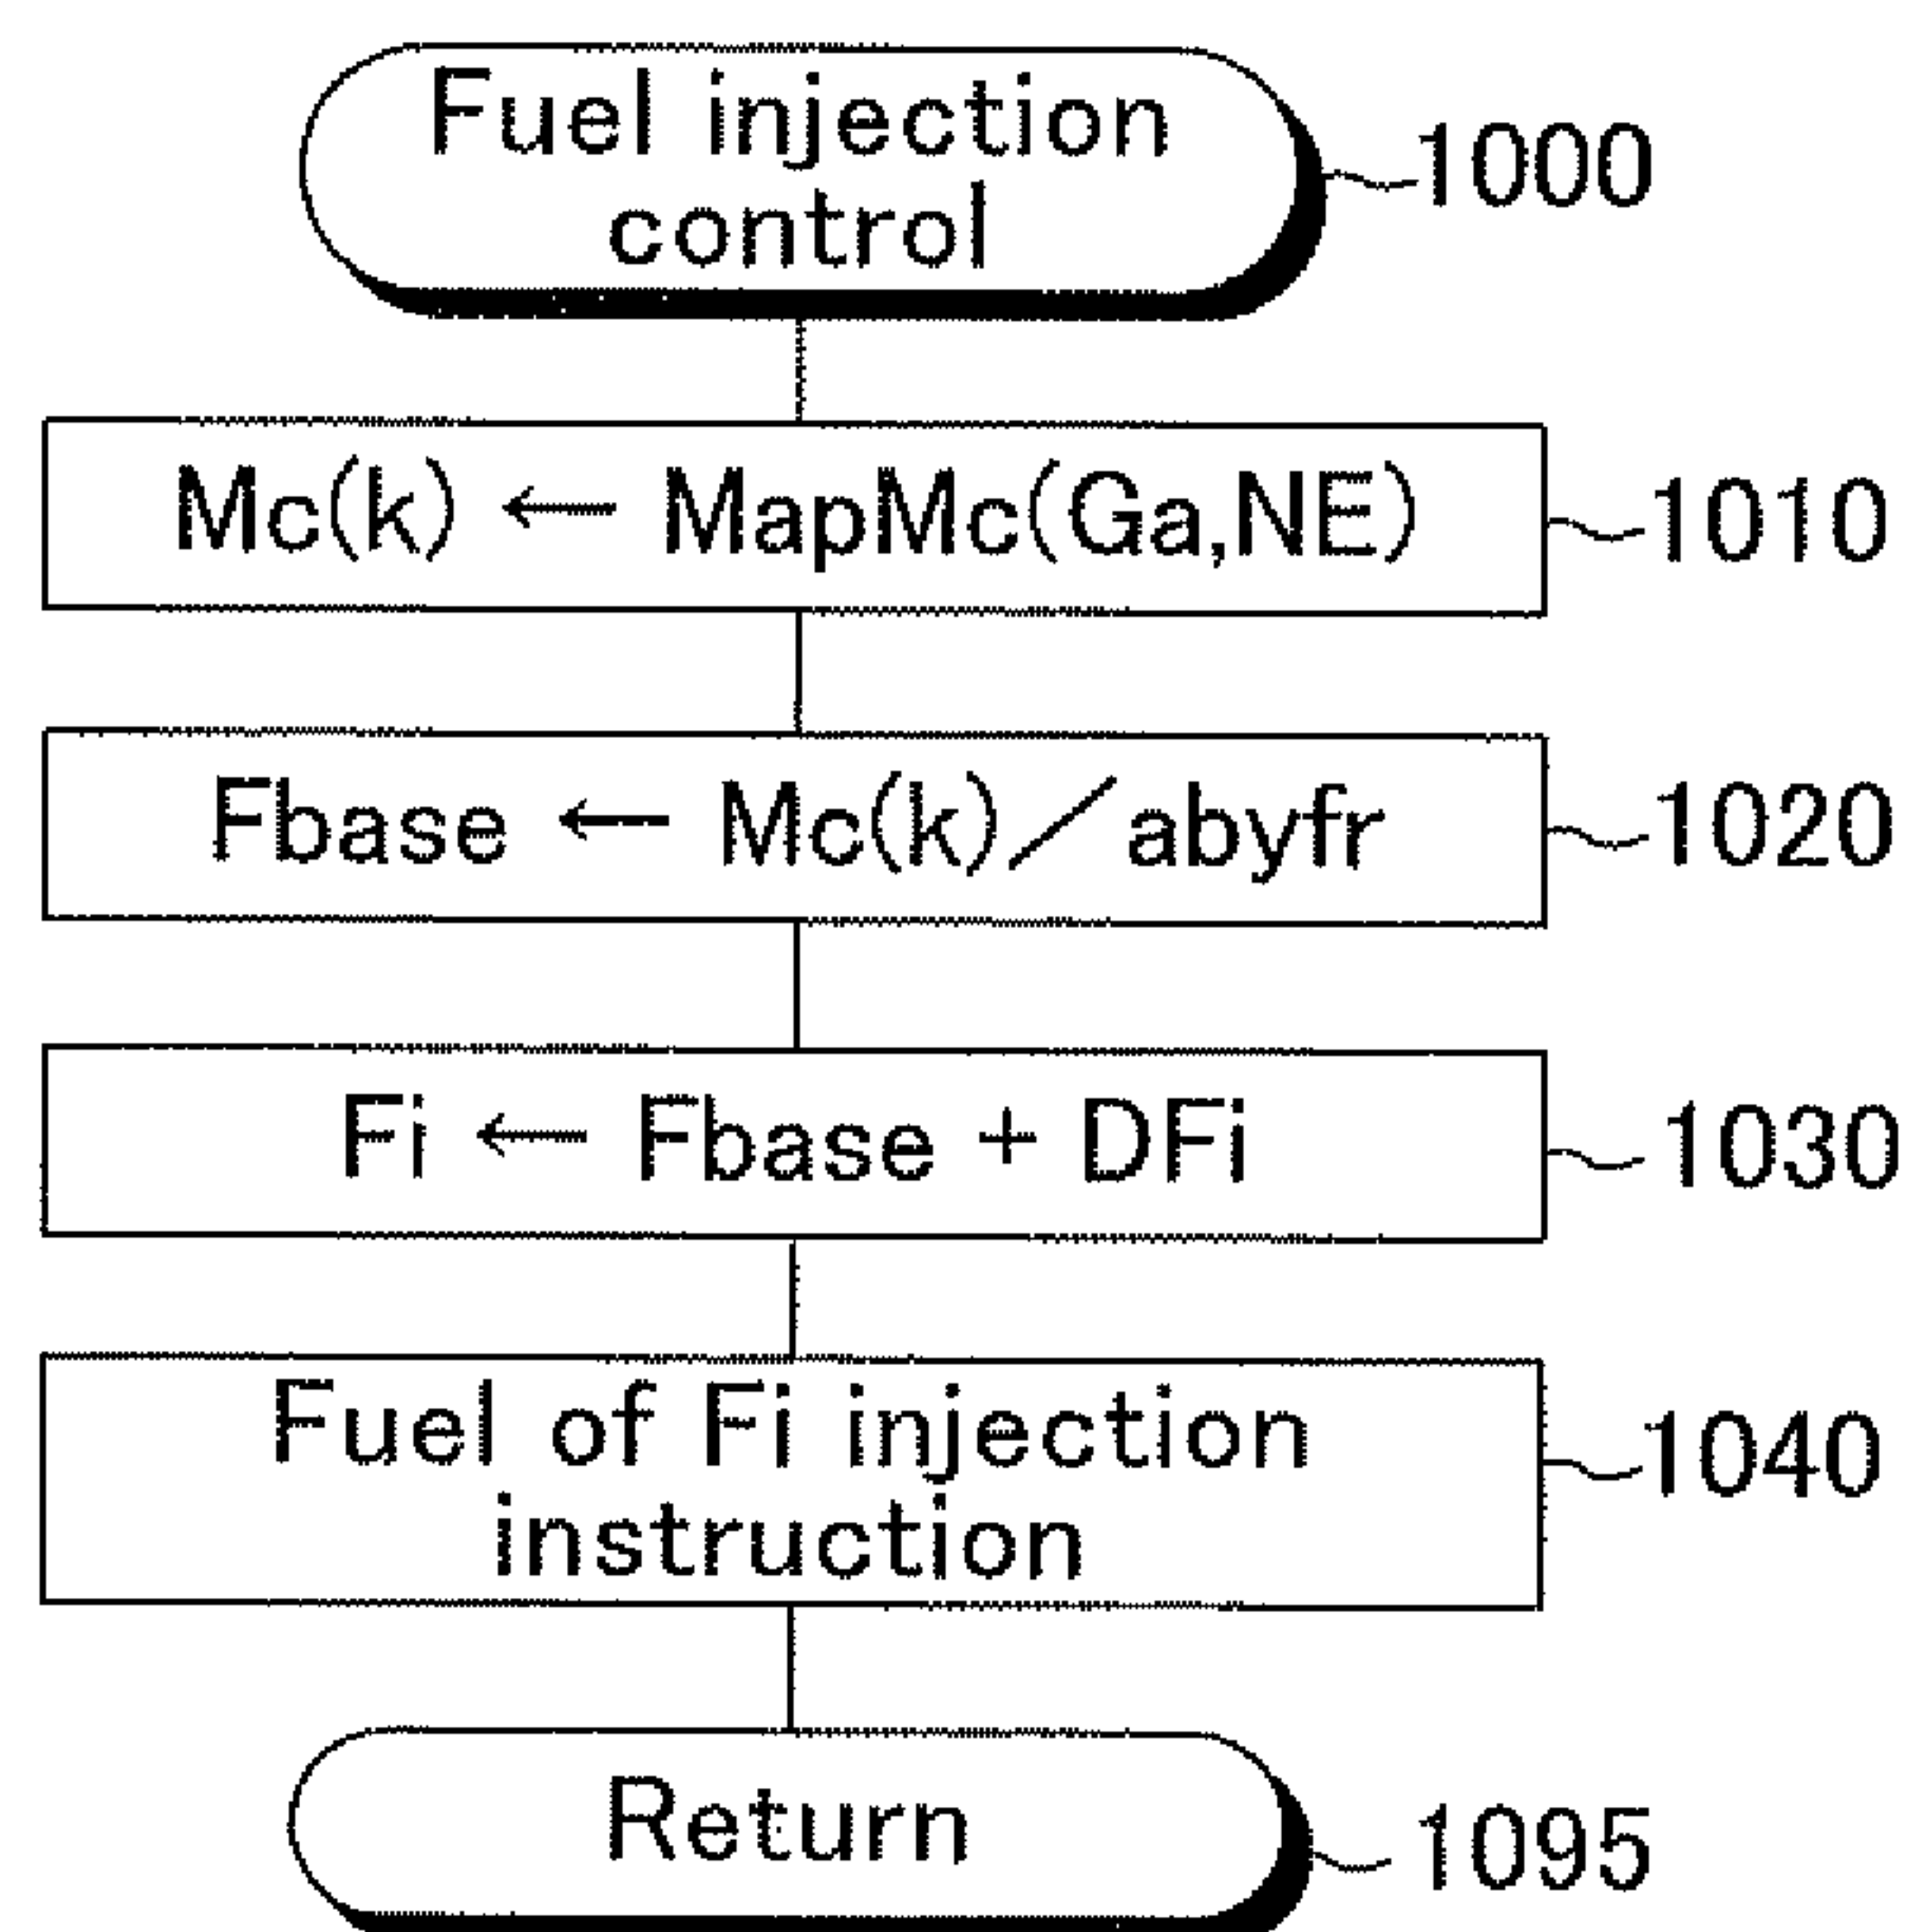 Fuel injection
control
1000
Mc(k) ← MapMc(Ga,NE)
1010
Fbase ← Mc(k)／abyfr
1020
Fi ← Fbase + DFi
1030
Fuel of Fi injection
instruction
1040
Return
1095